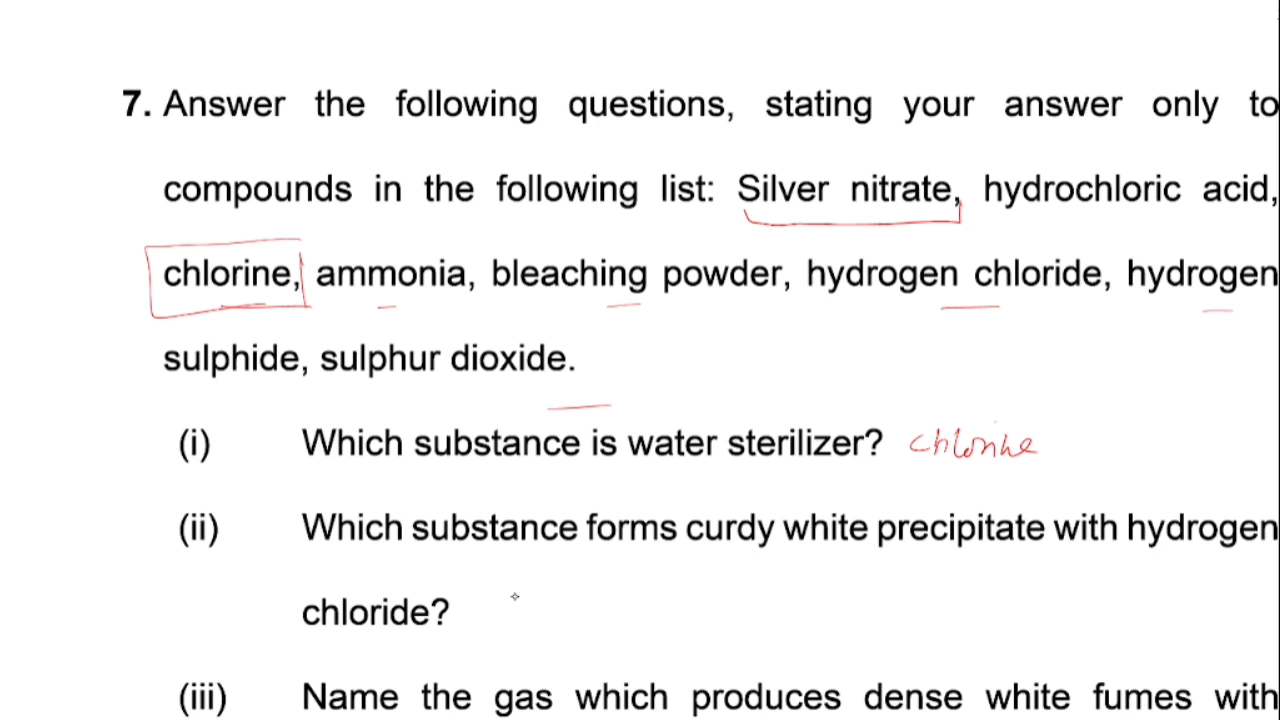 7. Answer the following questions, stating your answer only to
compounds in the following list: Silver nitrate, hydrochloric acid,
chlorine, ammonia, bleaching powder, hydrogen chloride, hydrogen
sulphide, sulphur dioxide.
(i) Which substance is water sterilizer? chlorine
(ii) Which substance forms curdy white precipitate with hydrogen
chloride?
(iii) Name the gas which produces dense white fumes with